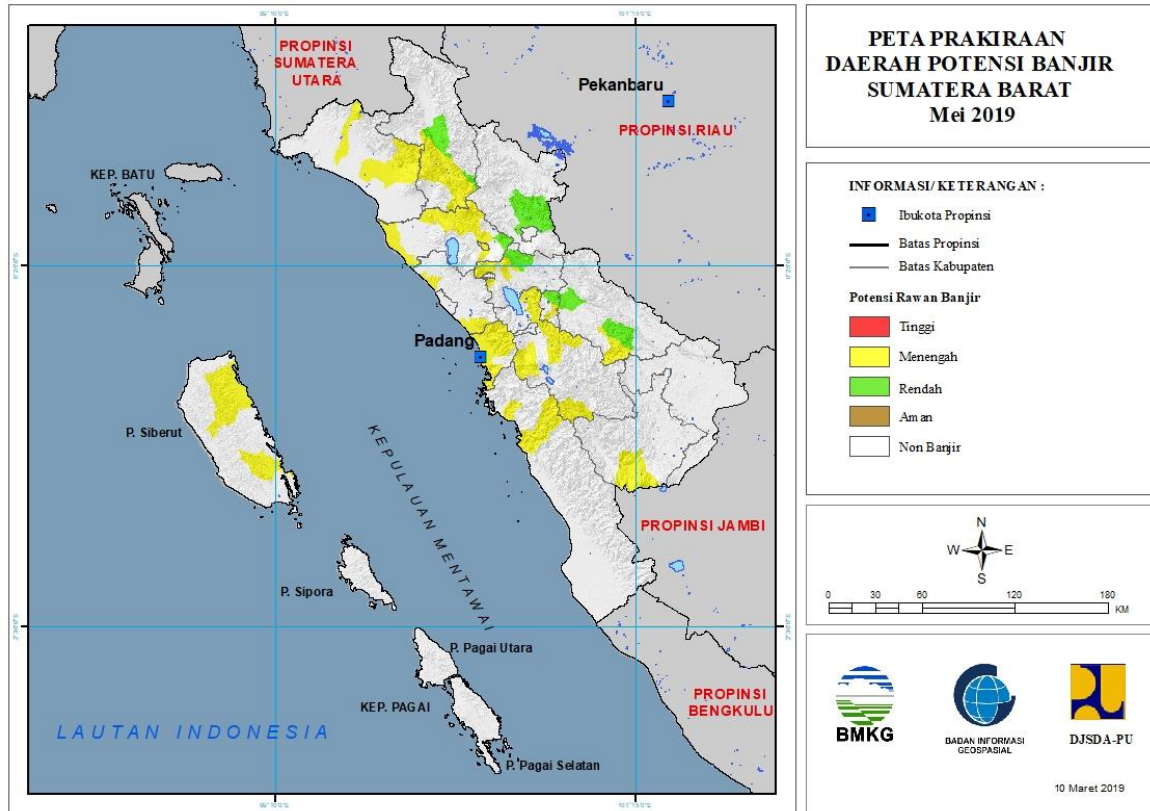 PETA PRAKIRAAN
DAERAH POTENSI BANJIR
SUMATERA BARAT
Mei 2019
PROPINSI
SUMATERA
UTARA
Pekanbaru
PROPINSI RIAU
KEP. BATU
Padang
P. Siberut
KEPULAUAN MENTAWAI
PROPINSI JAMBI
P. Sipora
P. Pagai Utara
KEP. PAGAI
PROPINSI
BENGKULU
LAUTAN INDONESIA
P. Pagai Selatan
INFORMASI/ KETERANGAN :
Ibukota Propinsi
Batas Propinsi
Batas Kabupaten
Potensi Rawan Banjir
Tinggi
Menengah
Rendah
Aman
Non Banjir
N
W E
S
0 30 60 120 180
KM
BMKG
BADAN INFORMASI
GEOSPASIAL
DJSDA-PU
10 Maret 2019